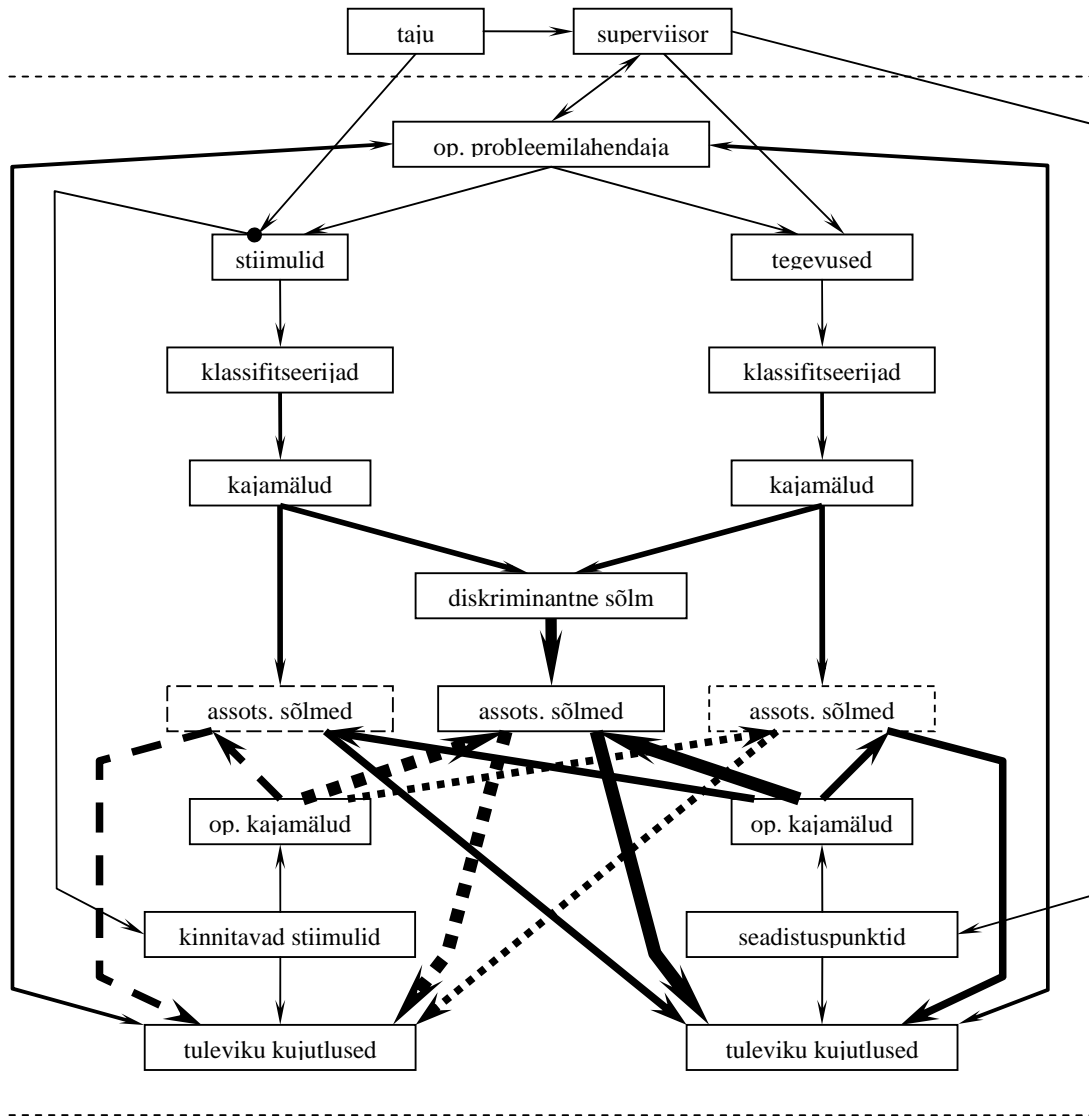 taju
superviisor
op. probleemilahendaja
stiimulid
tegevused
klassifitseerijad
klassifitseerijad
kajamälud
kajamälud
diskriminantne sõlm
assots. sõlmed
assots. sõlmed
assots. sõlmed
op. kajamälud
op. kajamälud
kinnitavad stiimulid
seadistuspunktid
tuleviku kujutlused
tuleviku kujutlused